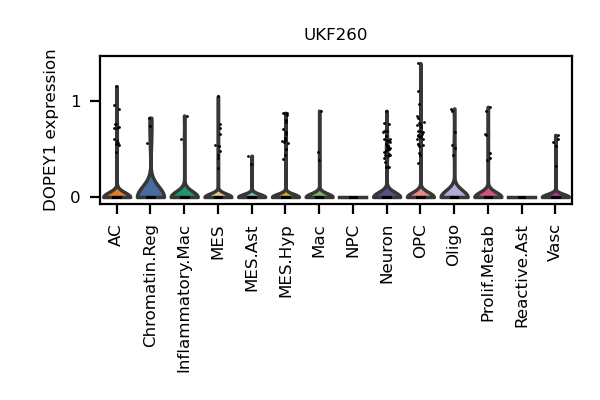 UKF260
DOPEY1 expression
1
0
AC
Chromatin.Reg
Inflammatory.Mac
MES
MES.Ast
MES.Hyp
Mac
NPC
Neuron
OPC
Oligo
Prolif.Metab
Reactive.Ast
Vasc